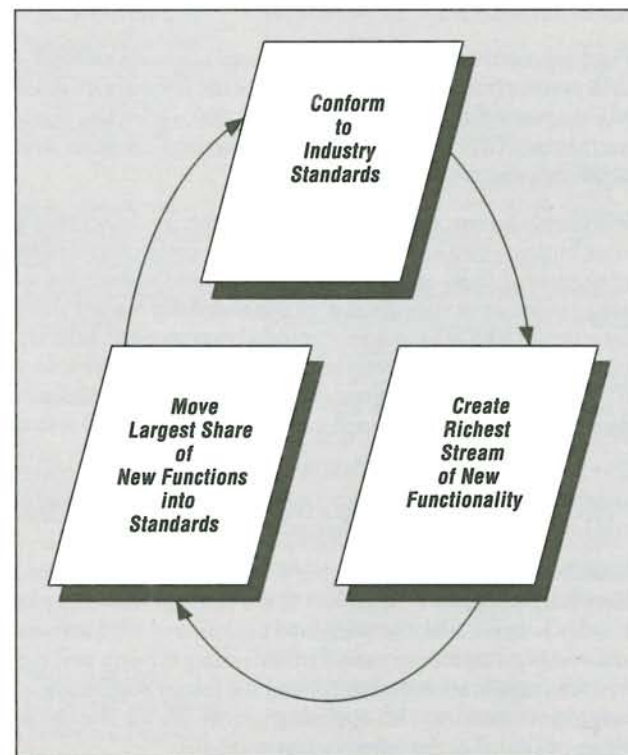 Conform
to
Industry
Standards
Create
Richest
Stream
of New
Functionality
Move
Largest Share
of
New Functions
into
Standards